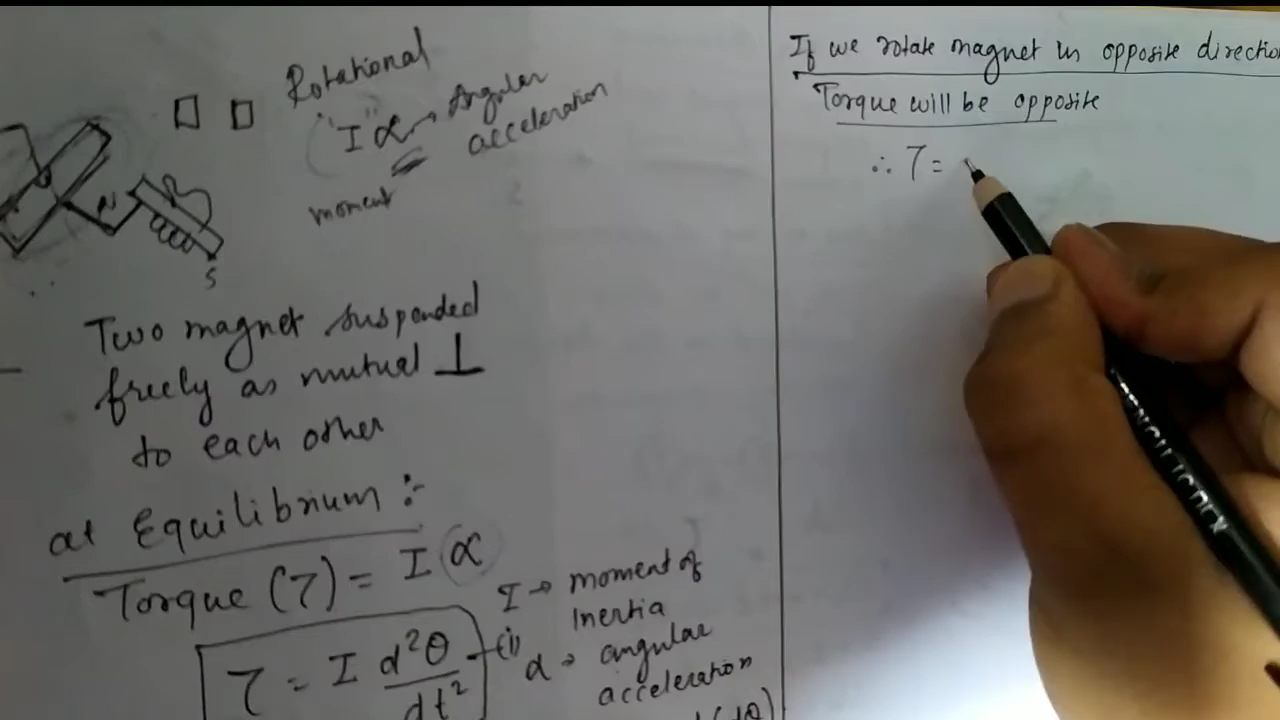 Rotational
"I" α → Angular
acceleration
moment
N
S
Two magnet suspended
freely as mutual ⊥
to each other
at Equilibrium :-
Torque (τ) = I α
τ = I d²θ/dt² -(i)
I → moment of
Inertia
α → angular
acceleration
If we rotate magnet in opposite directio
Torque will be opposite
∴ τ =